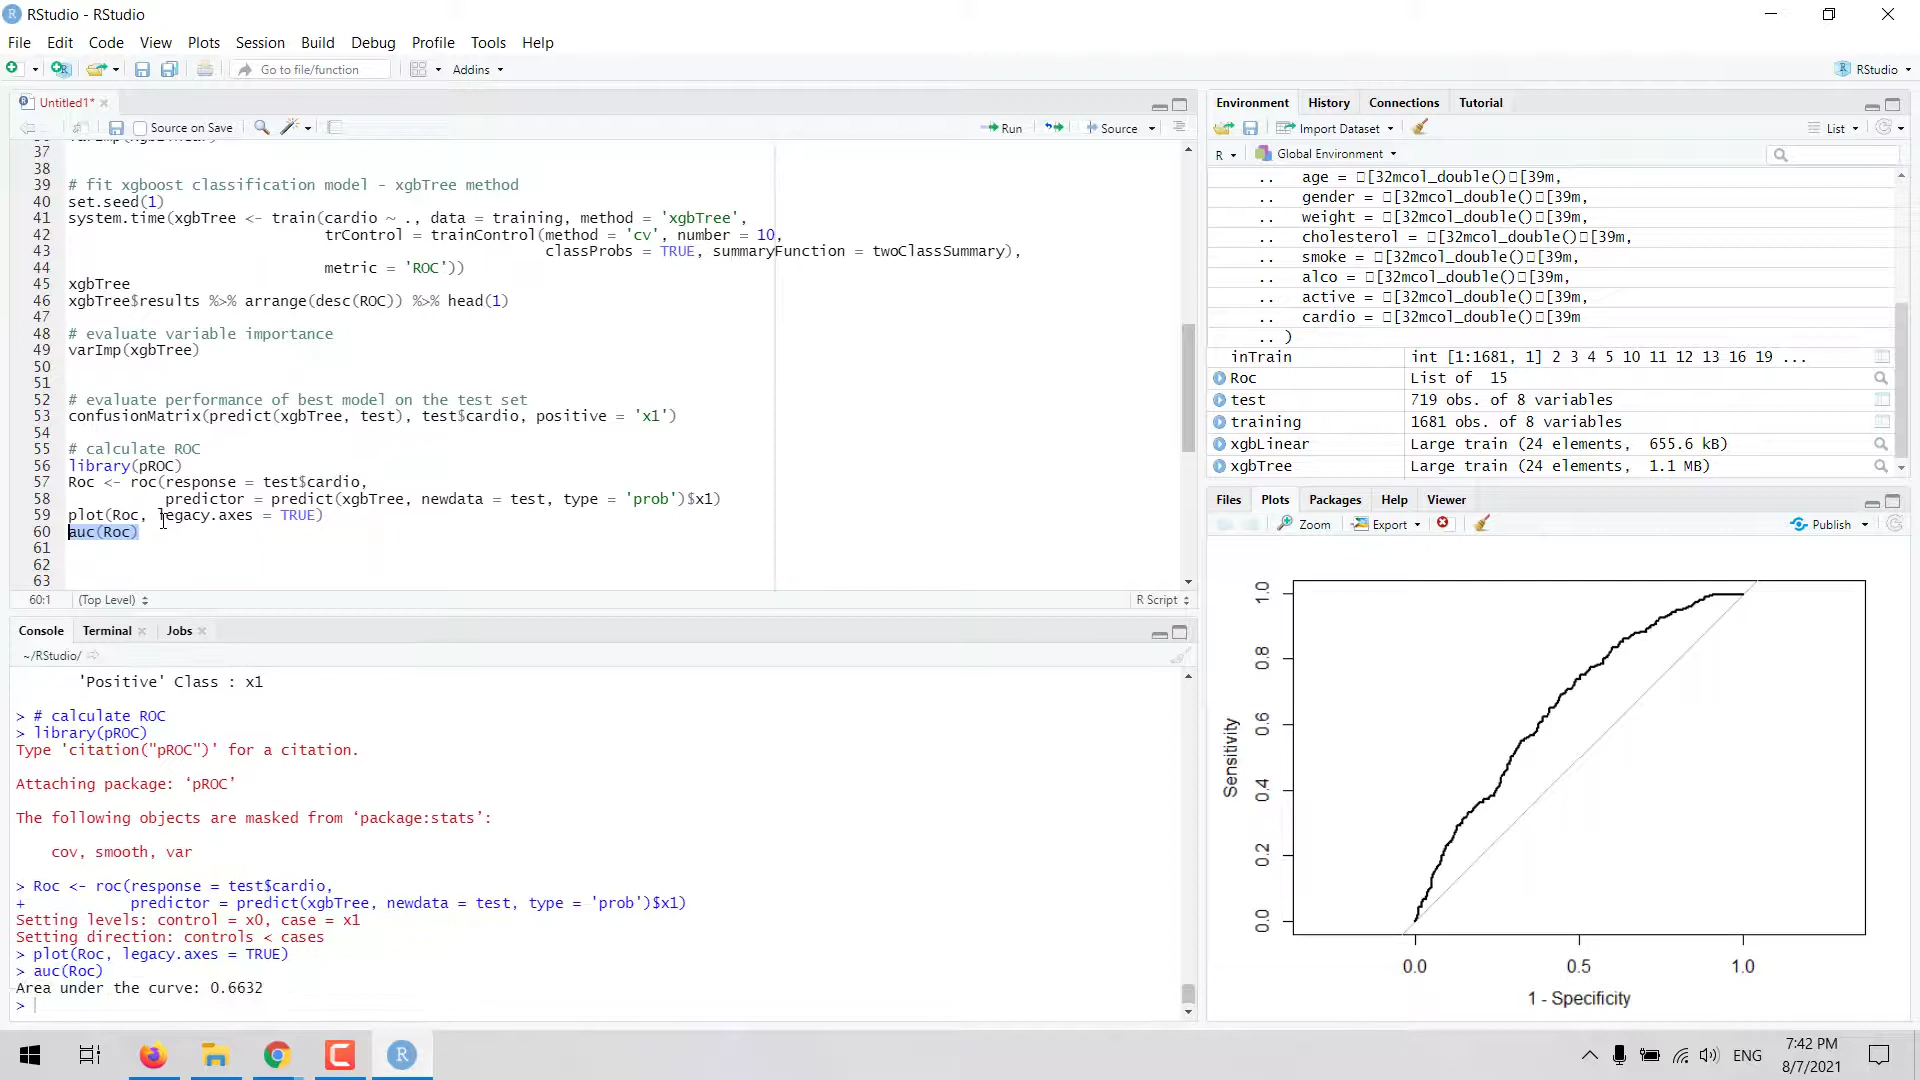 RStudio - RStudio
File Edit Code View Plots Session Build Debug Profile Tools Help
Go to file/function Addins RStudio
Untitled1*
Source on Save Run Source
37
38
39 # fit xgboost classification model - xgbTree method
40 set.seed(1)
41 system.time(xgbTree <- train(cardio ~ ., data = training, method = 'xgbTree',
42 trControl = trainControl(method = 'cv', number = 10,
43 classProbs = TRUE, summaryFunction = twoClassSummary),
44 metric = 'ROC'))
45 xgbTree
46 xgbTree$results %>% arrange(desc(ROC)) %>% head(1)
47
48 # evaluate variable importance
49 varImp(xgbTree)
50
51
52 # evaluate performance of best model on the test set
53 confusionMatrix(predict(xgbTree, test), test$cardio, positive = 'x1')
54
55 # calculate ROC
56 library(pROC)
57 Roc <- roc(response = test$cardio,
58 predictor = predict(xgbTree, newdata = test, type = 'prob')$x1)
59 plot(Roc, legacy.axes = TRUE)
60 auc(Roc)
61
62
63
60:1 (Top Level) R Script
Console Terminal Jobs
~/RStudio/
'Positive' Class : x1
> # calculate ROC
> library(pROC)
Type 'citation("pROC")' for a citation.
Attaching package: ‘pROC’
The following objects are masked from ‘package:stats’:
cov, smooth, var
> Roc <- roc(response = test$cardio,
+ predictor = predict(xgbTree, newdata = test, type = 'prob')$x1)
Setting levels: control = x0, case = x1
Setting direction: controls < cases
> plot(Roc, legacy.axes = TRUE)
> auc(Roc)
Area under the curve: 0.6632
>
Environment History Connections Tutorial
Import Dataset List
R Global Environment
.. age = [32mcol_double()[39m,
.. gender = [32mcol_double()[39m,
.. weight = [32mcol_double()[39m,
.. cholesterol = [32mcol_double()[39m,
.. smoke = [32mcol_double()[39m,
.. alco = [32mcol_double()[39m,
.. active = [32mcol_double()[39m,
.. cardio = [32mcol_double()[39m
.. )
inTrain int [1:1681, 1] 2 3 4 5 10 11 12 13 16 19 ...
Roc List of 15
test 719 obs. of 8 variables
training 1681 obs. of 8 variables
xgbLinear Large train (24 elements, 655.6 kB)
xgbTree Large train (24 elements, 1.1 MB)
Files Plots Packages Help Viewer
Zoom Export Publish
Sensitivity
1.0
0.8
0.6
0.4
0.2
0.0
0.0 0.5 1.0
1 - Specificity
ENG
7:42 PM
8/7/2021